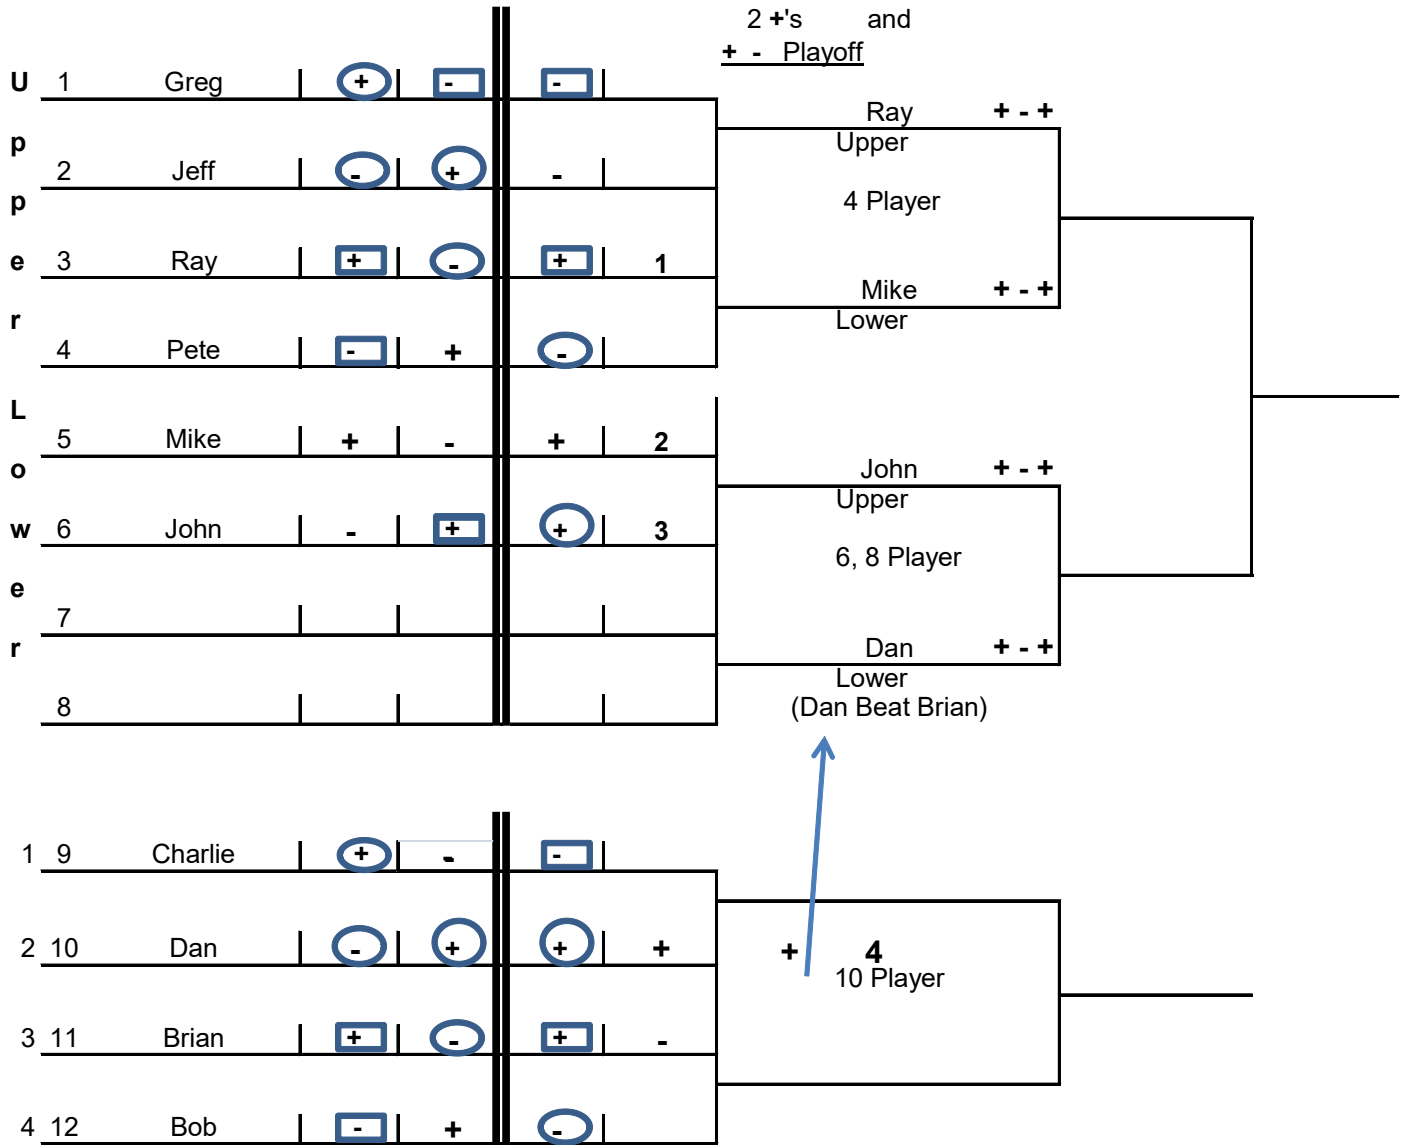 2 +'s and
+ - Playoff
U 1 Greg + - -
Ray + - +
p
Upper
2 Jeff - + -
p
4 Player
e 3 Ray + - + 1
Mike + - +
r
Lower
4 Pete - + -
L
5 Mike + - + 2
o
John + - +
Upper
w 6 John - + + 3
6, 8 Player
e
7
r
Dan + - +
Lower
8
(Dan Beat Brian)
1 9 Charlie + - -
2 10 Dan - + + + + 4
10 Player
3 11 Brian + - + -
4 12 Bob - + -